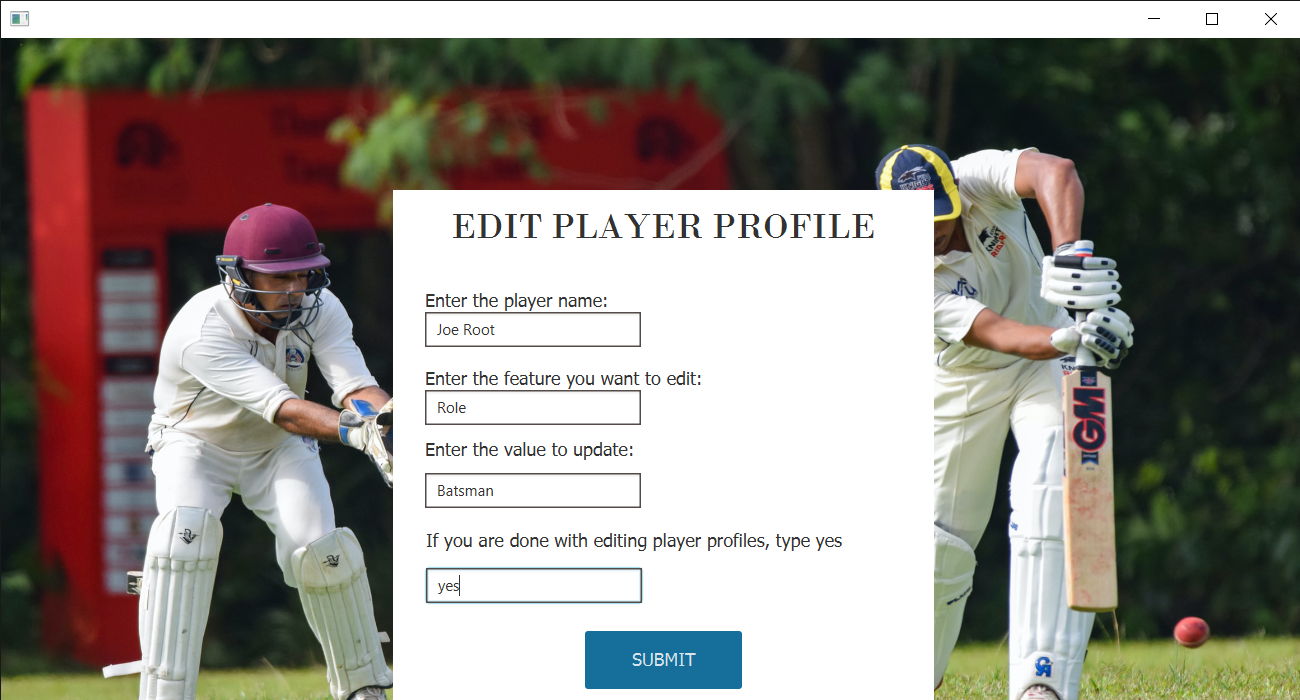 EDIT PLAYER PROFILE
Enter the player name:
Joe Root
Enter the feature you want to edit:
Role
Enter the value to update:
Batsman
If you are done with editing player profiles, type yes
yes
SUBMIT
GM